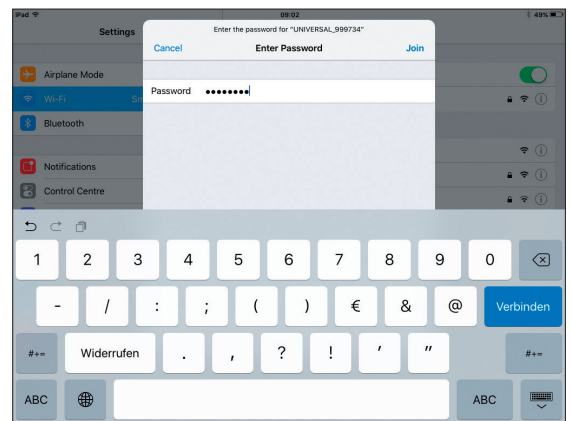 iPad 09:02 49%
Enter the password for "UNIVERSAL_999734"
Settings Cancel Enter Password Join
Airplane Mode
Password ••••••••
Wi-Fi Sm
Bluetooth
Notifications
Control Centre
1 2 3 4 5 6 7 8 9 0
- / : ; ( ) € & @ Verbinden
#+= Widerrufen . , ? ! ' " #+=
ABC ABC